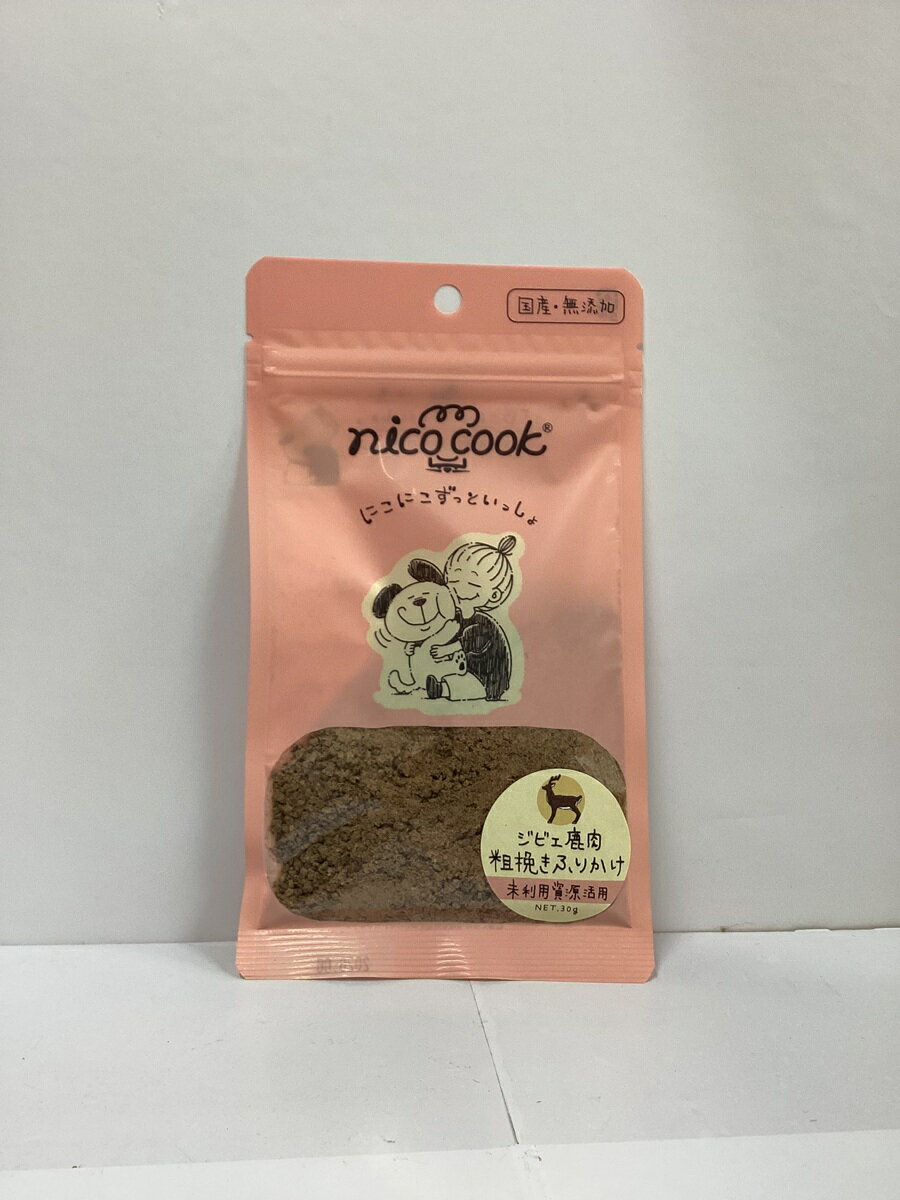 国産・無添加
nico cook®
にこにこずっといっしょ
ジビエ鹿肉
粗挽きふりかけ
未利用資源活用
NET.30g